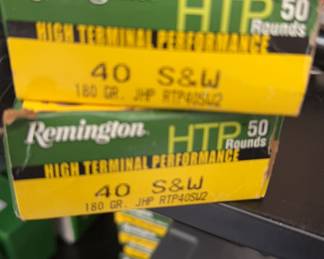 HTP 50
Rounds
HIGH TERMINAL PERFORMANCE
40 S&W
180 GR. JHP RTP40SW2
Remington HTP 50
Rounds
HIGH TERMINAL PERFORMANCE
40 S&W
180 GR. JHP RTP40SW2